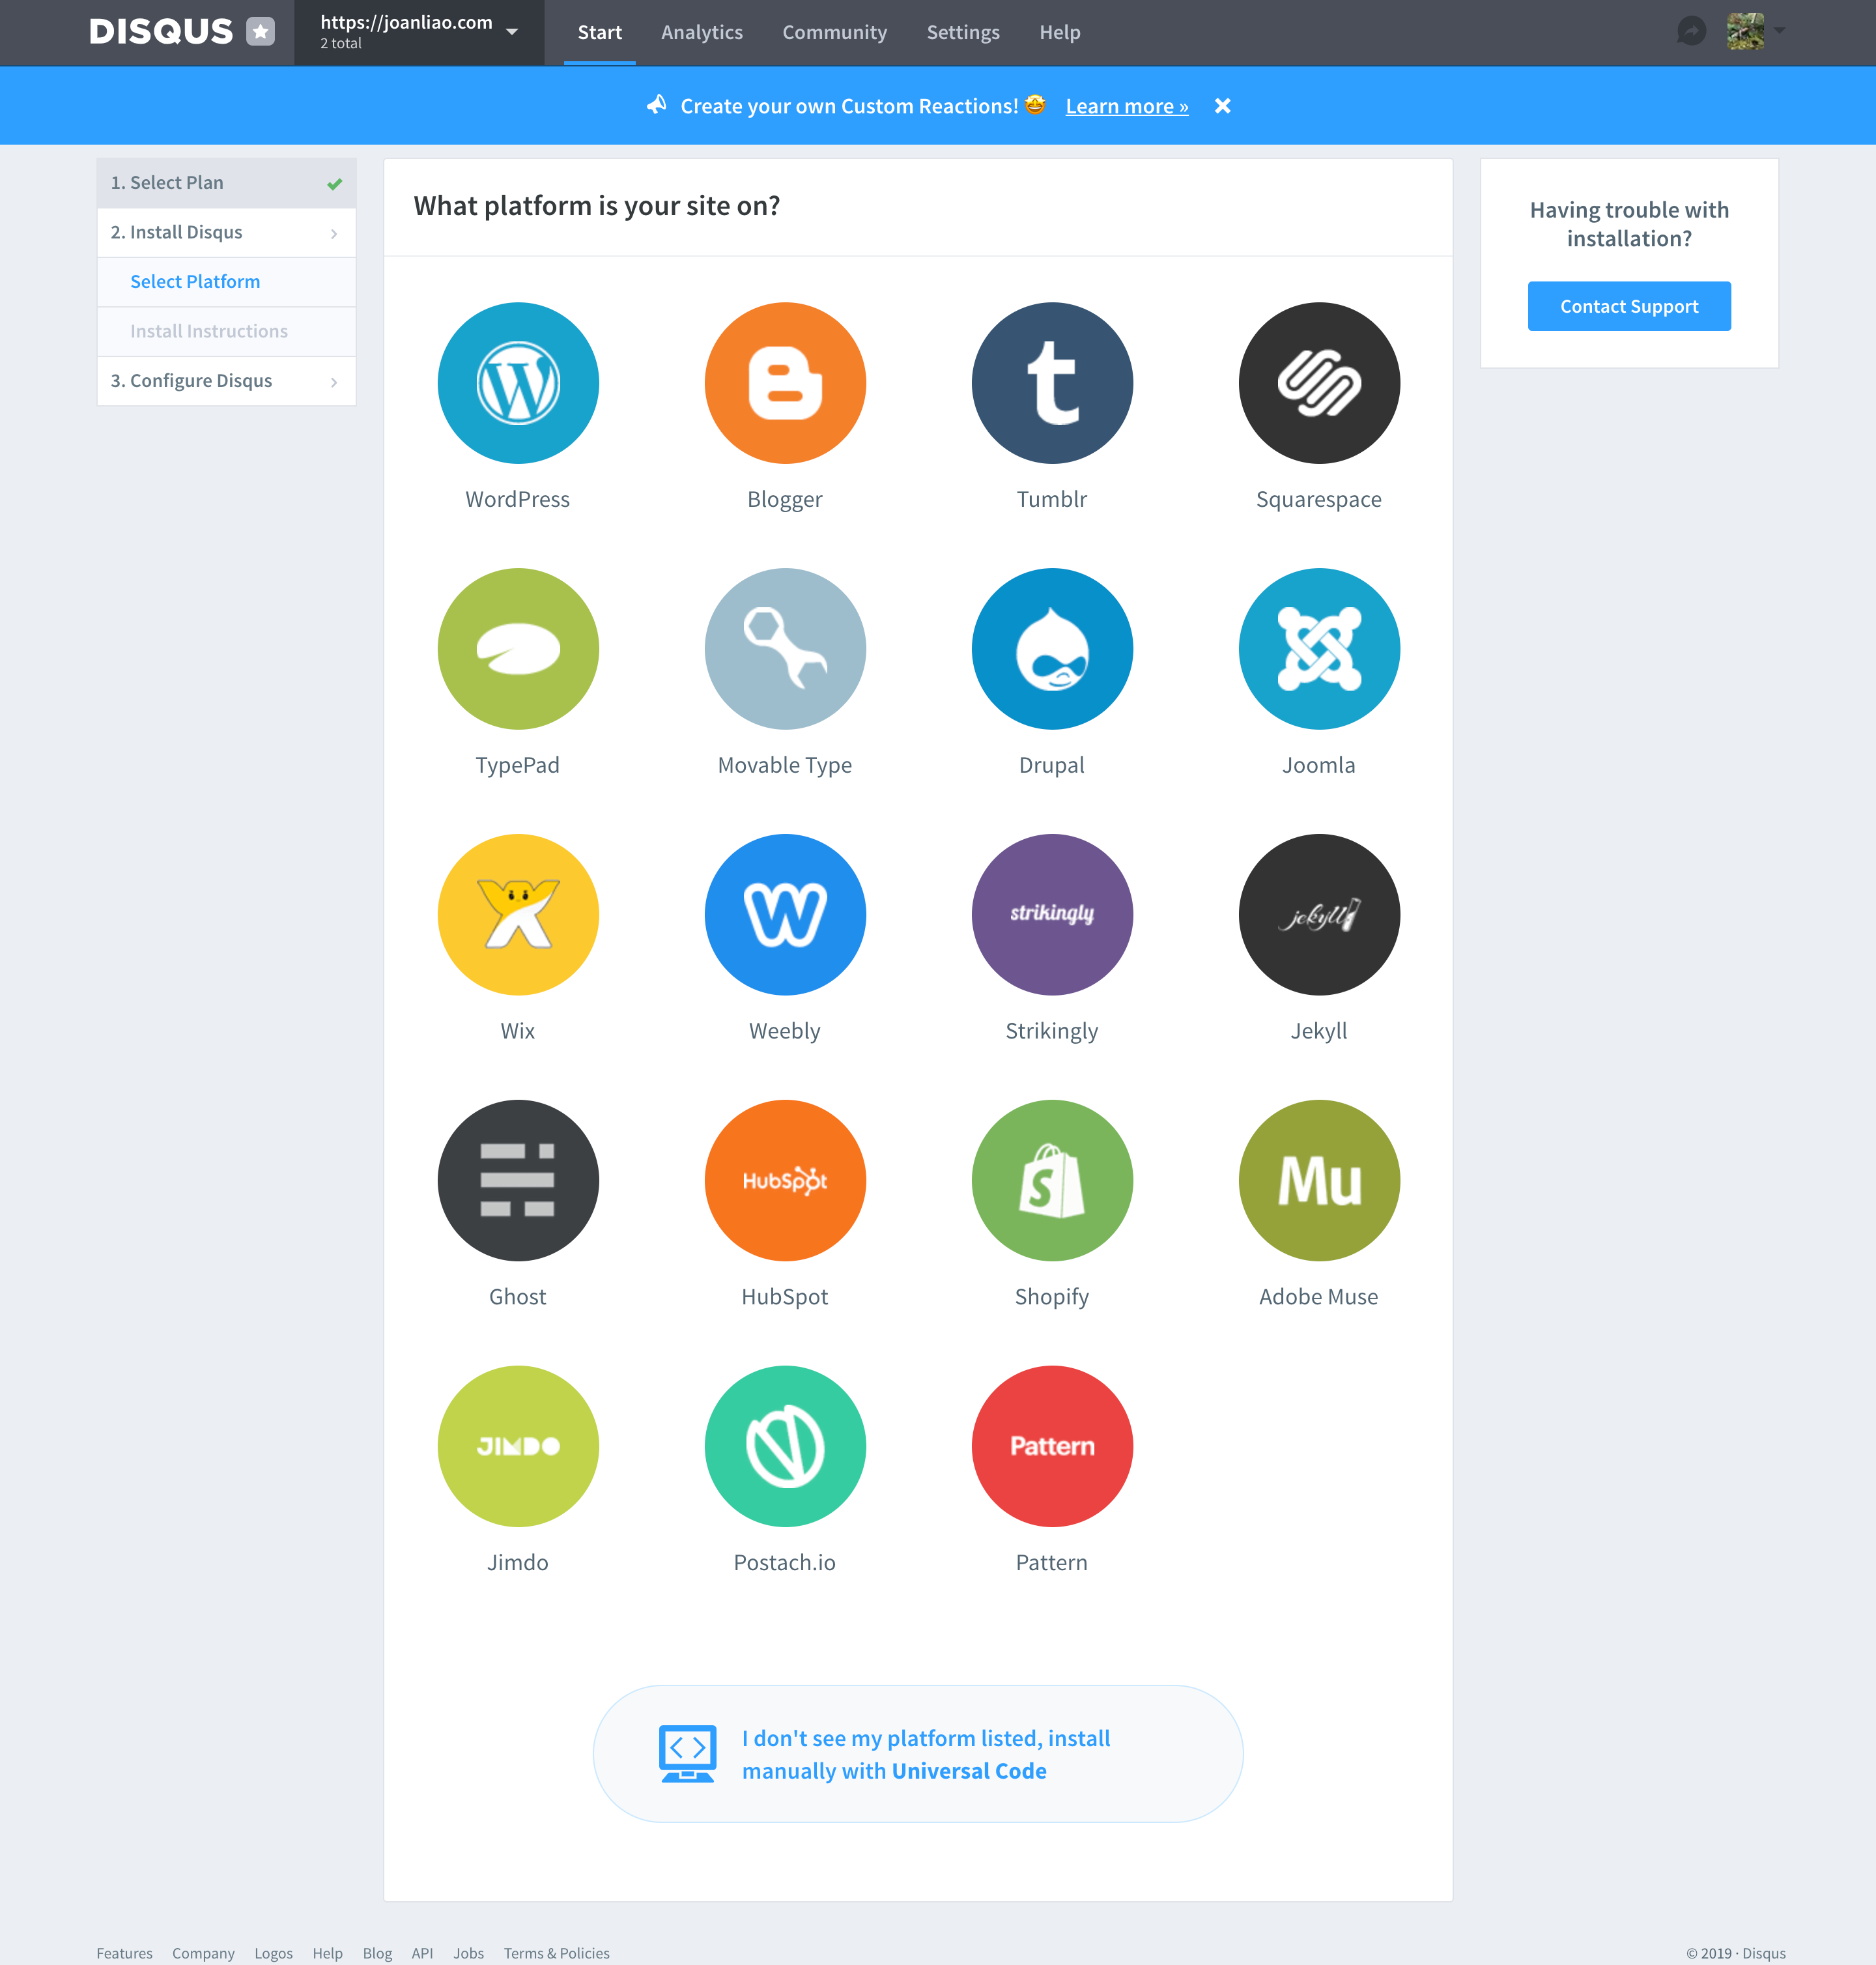 DISQUS
https://joanliao.com
2 total
Start
Analytics
Community
Settings
Help
Create your own Custom Reactions! 🤩 Learn more »
1. Select Plan
2. Install Disqus
Select Platform
Install Instructions
3. Configure Disqus
What platform is your site on?
Having trouble with
installation?
Contact Support
WordPress
Blogger
Tumblr
Squarespace
TypePad
Movable Type
Drupal
Joomla
strikingly
jekyll
Wix
Weebly
Strikingly
Jekyll
HubSpot
Mu
Ghost
HubSpot
Shopify
Adobe Muse
JIMDO
Pattern
Jimdo
Postach.io
Pattern
I don't see my platform listed, install
manually with Universal Code
Features Company Logos Help Blog API Jobs Terms & Policies
© 2019 · Disqus